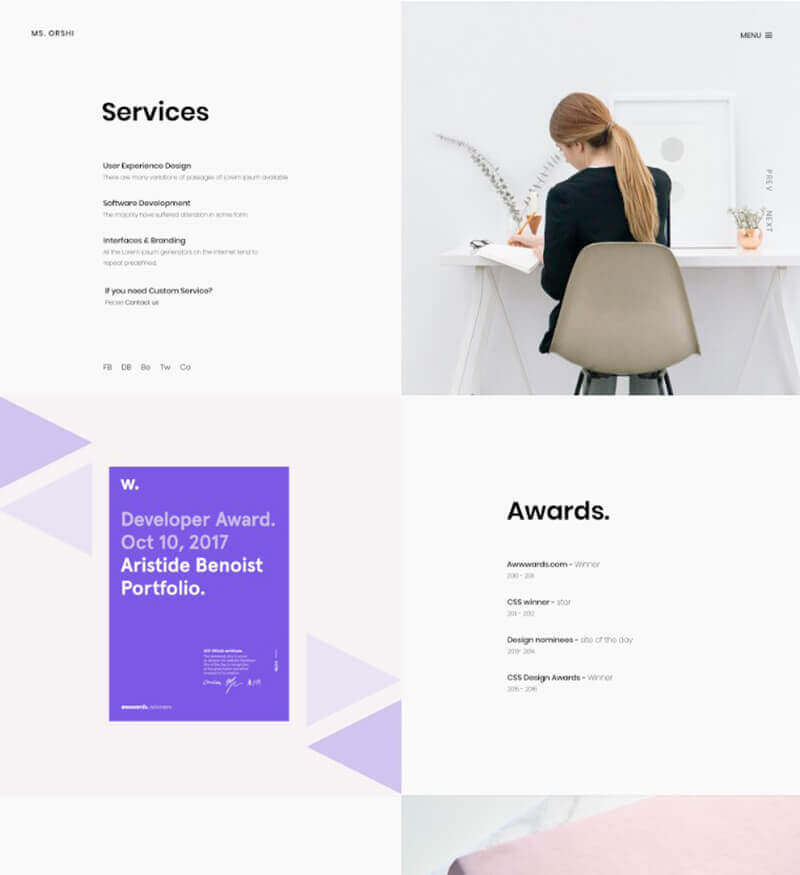 MS. ORSHI
MENU
Services
User Experience Design
There are many variations of passages of Lorem Ipsum available
Software Development
The majority have suffered alteration in some form
Interfaces & Branding
All the Lorem Ipsum generators on the Internet tend to
repeat predefined.
If you need Custom Service?
Please Contact us
FB DB Be Tw Co
PREV
NEXT
W.
Developer Award.
Oct 10, 2017
Aristide Benoist
Portfolio.
awwwards. winners
Awards.
Awwwards.com - Winner
2010 - 2011
CSS winner - star
2011 - 2012
Design nominees - site of the day
2013- 2014
CSS Design Awards - Winner
2015 - 2016